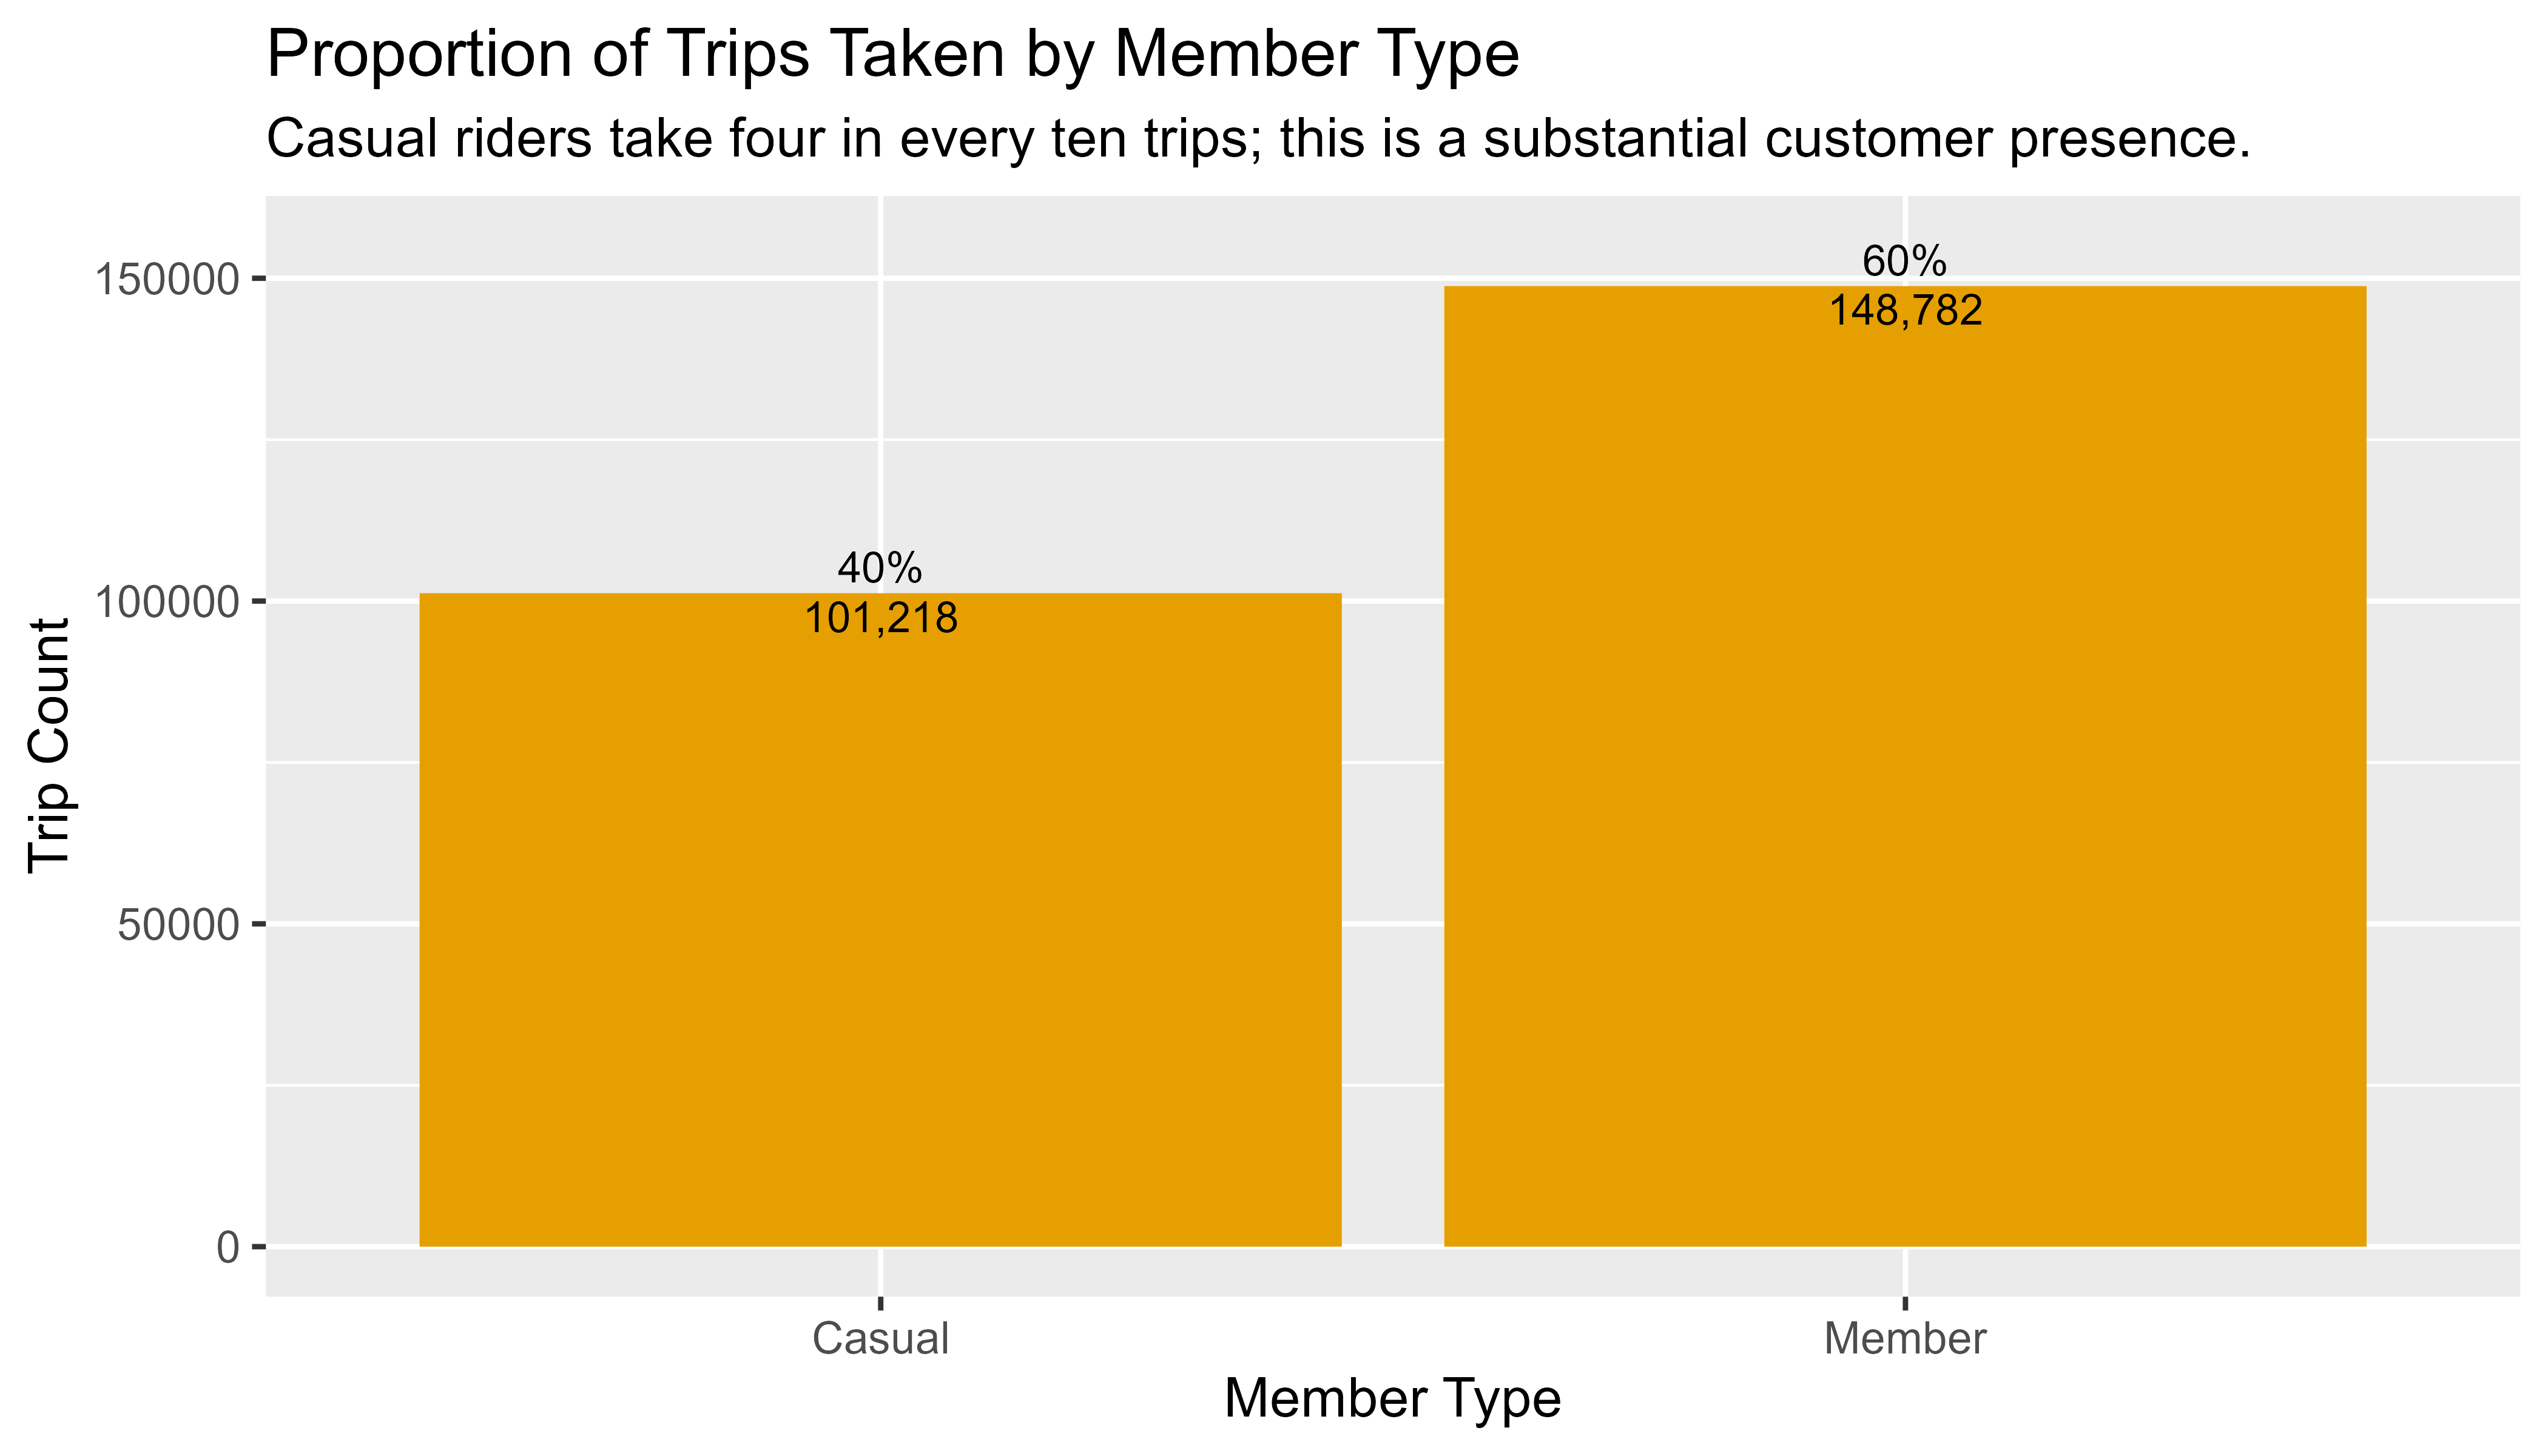 Proportion of Trips Taken by Member Type
Casual riders take four in every ten trips; this is a substantial customer presence.
Trip Count
150000
100000
50000
0
60%
148,782
40%
101,218
Casual
Member
Member Type